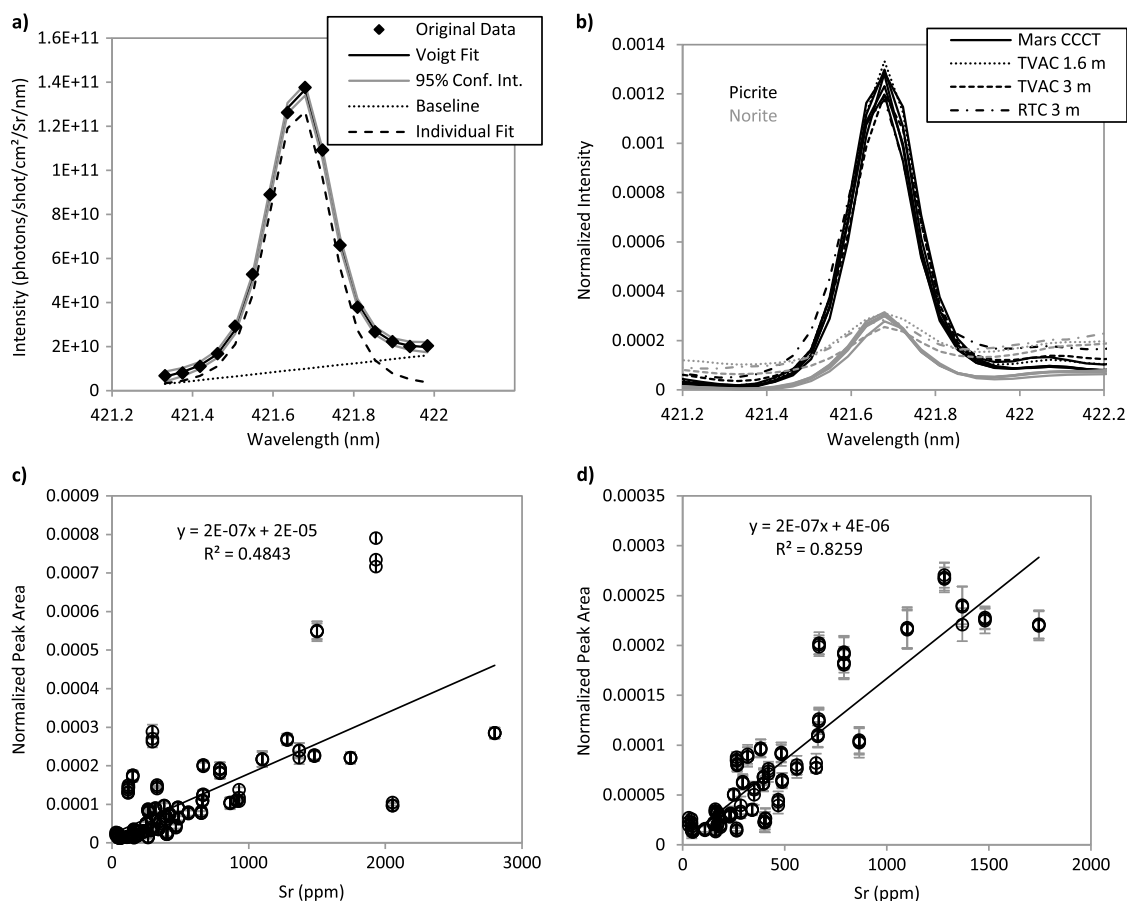 a)
Original Data
Voigt Fit
95% Conf. Int.
Baseline
Individual Fit
1.6E+11
1.4E+11
1.2E+11
1E+11
8E+10
6E+10
4E+10
2E+10
0
Intensity (photons/shot/cm²/Sr/nm)
421.2 421.4 421.6 421.8 422
Wavelength (nm)
b)
Mars CCCT
TVAC 1.6 m
TVAC 3 m
RTC 3 m
Picrite
Norite
0.0014
0.0012
0.001
0.0008
0.0006
0.0004
0.0002
0
Normalized Intensity
421.2 421.4 421.6 421.8 422 422.2
Wavelength (nm)
c)
y = 2E-07x + 2E-05
R² = 0.4843
0.0009
0.0008
0.0007
0.0006
0.0005
0.0004
0.0003
0.0002
0.0001
0
Normalized Peak Area
0 1000 2000 3000
Sr (ppm)
d)
y = 2E-07x + 4E-06
R² = 0.8259
0.00035
0.0003
0.00025
0.0002
0.00015
0.0001
0.00005
0
Normalized Peak Area
0 500 1000 1500 2000
Sr (ppm)